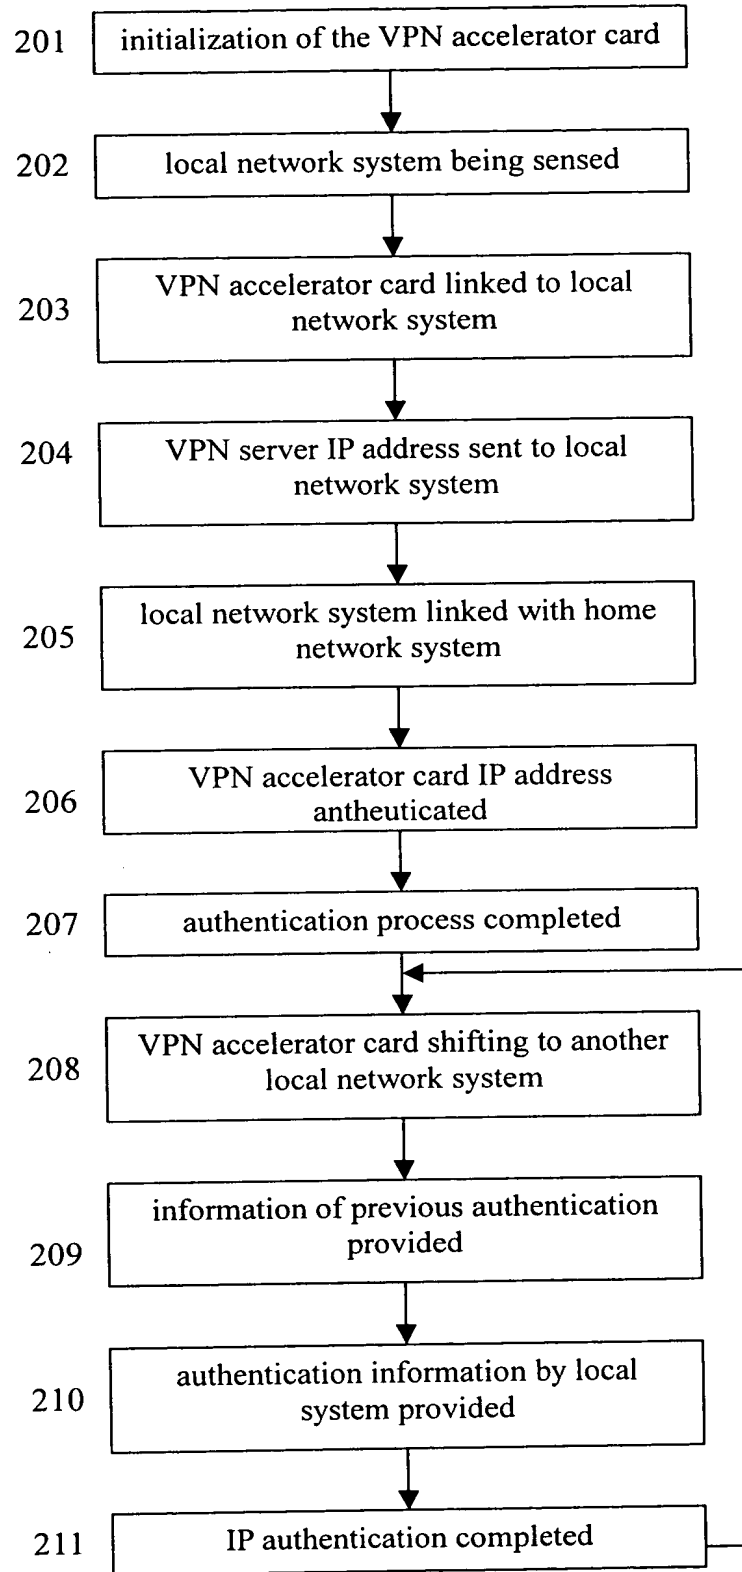 201 initialization of the VPN accelerator card
202 local network system being sensed
203 VPN accelerator card linked to local
network system
204 VPN server IP address sent to local
network system
205 local network system linked with home
network system
206 VPN accelerator card IP address
antheuticated
207 authentication process completed
208 VPN accelerator card shifting to another
local network system
209 information of previous authentication
provided
210 authentication information by local
system provided
211 IP authentication completed